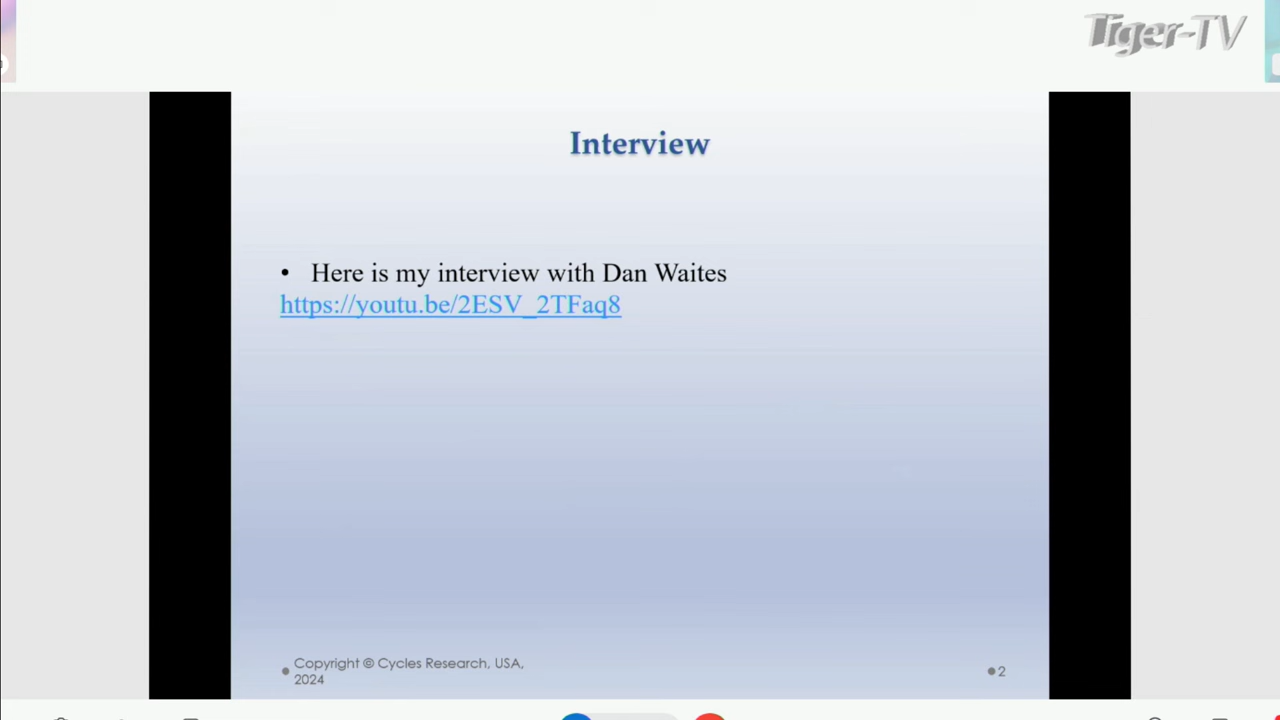 Tiger-TV
Interview
• Here is my interview with Dan Waites
https://youtu.be/2ESV_2TFaq8
Copyright © Cycles Research, USA,
2024
2